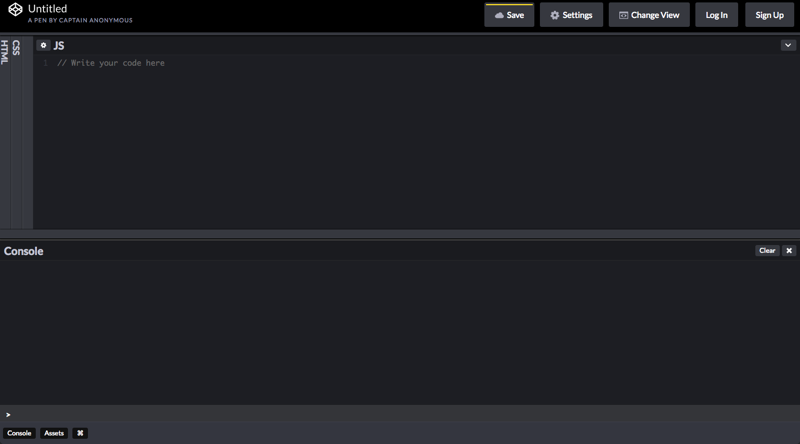 Untitled
A PEN BY CAPTAIN ANONYMOUS
Save
Settings
Change View
Log In
Sign Up
HTML
CSS
JS
1 // Write your code here
Console
Clear
>
Console
Assets
⌘